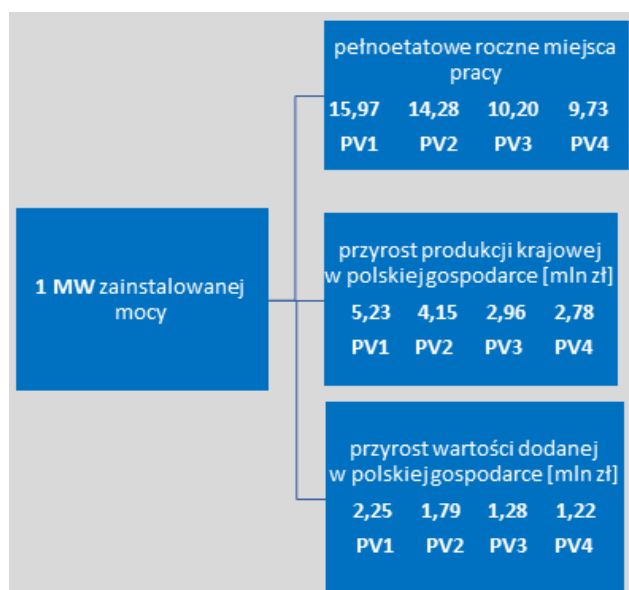 pełnoetatowe roczne miejsca
pracy
15,97 14,28 10,20 9,73
PV1 PV2 PV3 PV4
1 MW zainstalowanej
mocy
przyrost produkcji krajowej
w polskiej gospodarce [mln zł]
5,23 4,15 2,96 2,78
PV1 PV2 PV3 PV4
przyrost wartości dodanej
w polskiej gospodarce [mln zł]
2,25 1,79 1,28 1,22
PV1 PV2 PV3 PV4